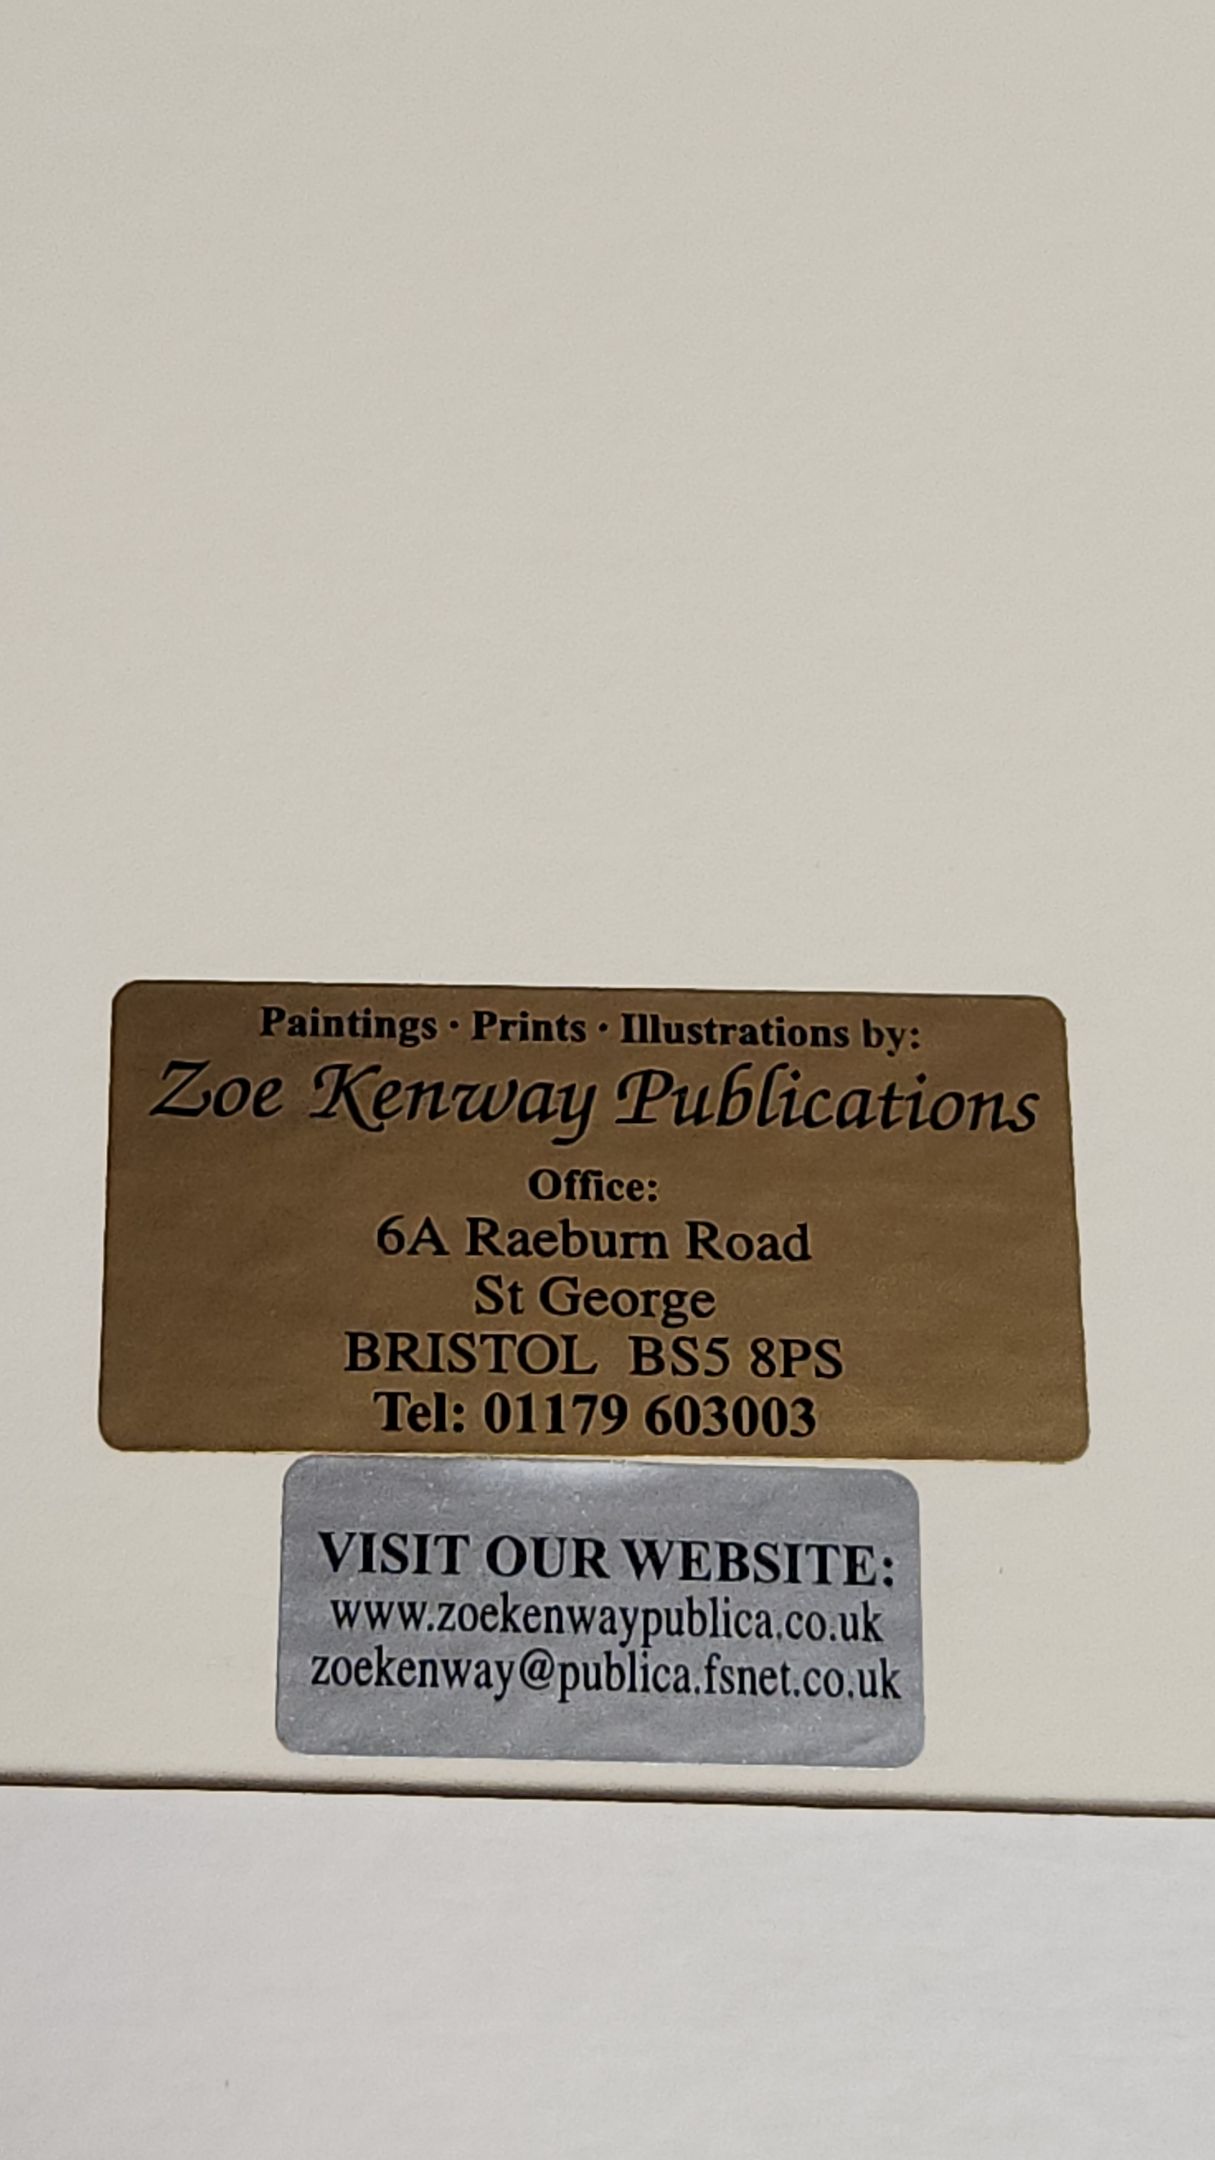 Paintings · Prints · Illustrations by:
Zoe Kenway Publications
Office:
6A Raeburn Road
St George
BRISTOL BS5 8PS
Tel: 01179 603003
VISIT OUR WEBSITE:
www.zoekenwaypublica.co.uk
zoekenway@publica.fsnet.co.uk